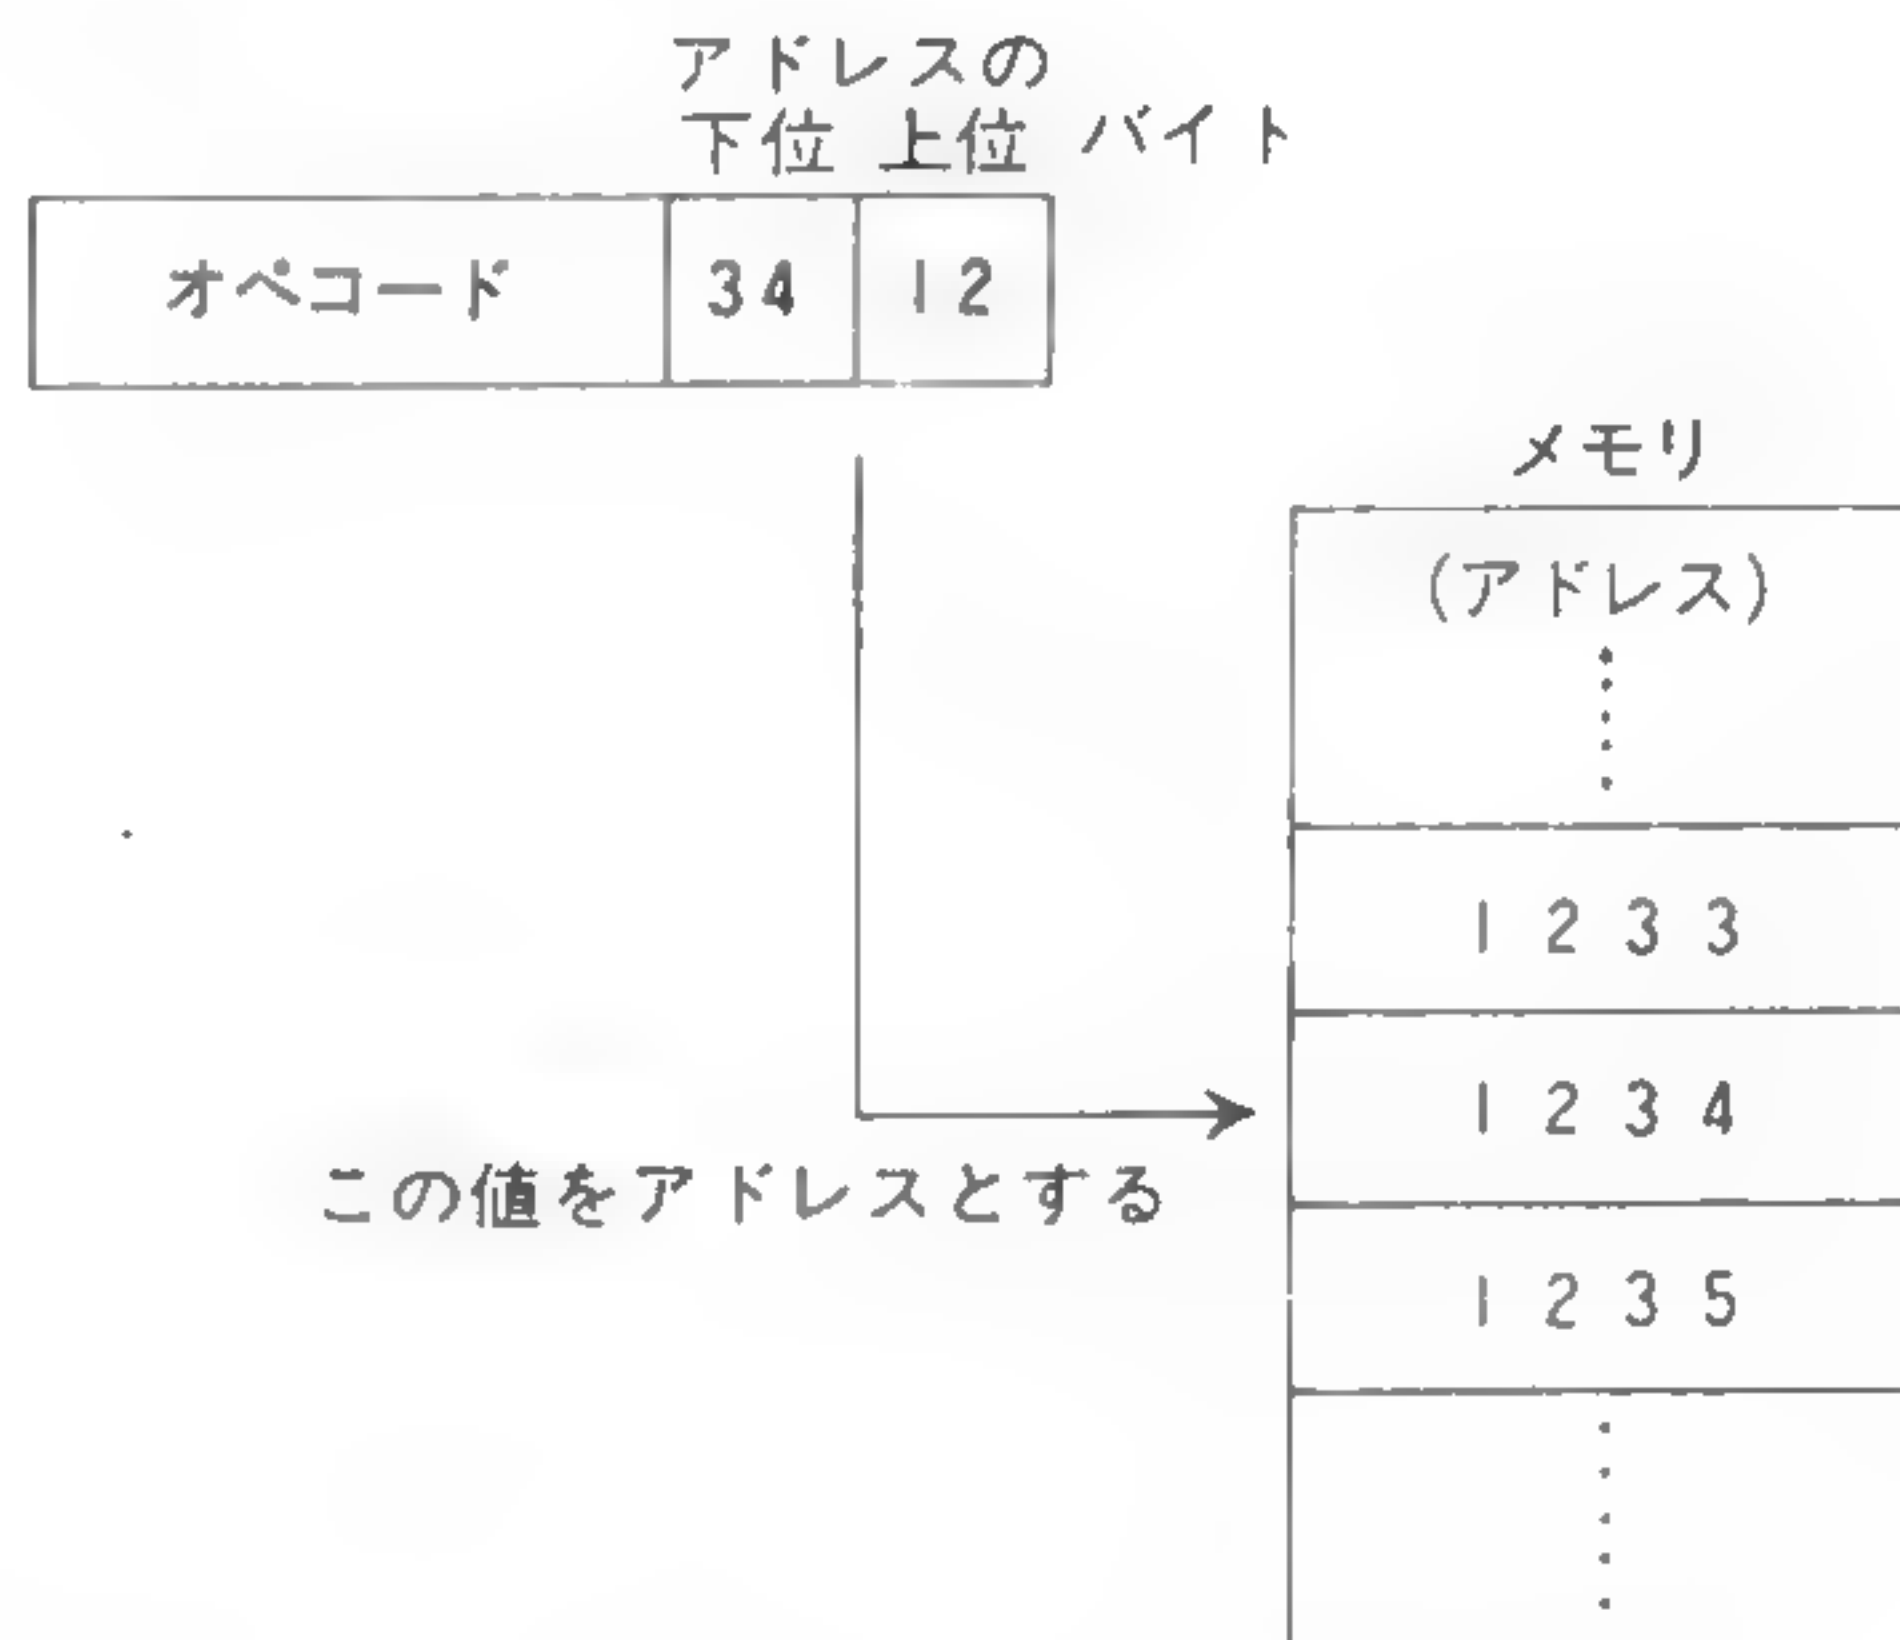 アドレスの
下位 上位 バイト
オペコード 34 12
メモリ
(アドレス)
1233
1234
この値をアドレスとする
1235